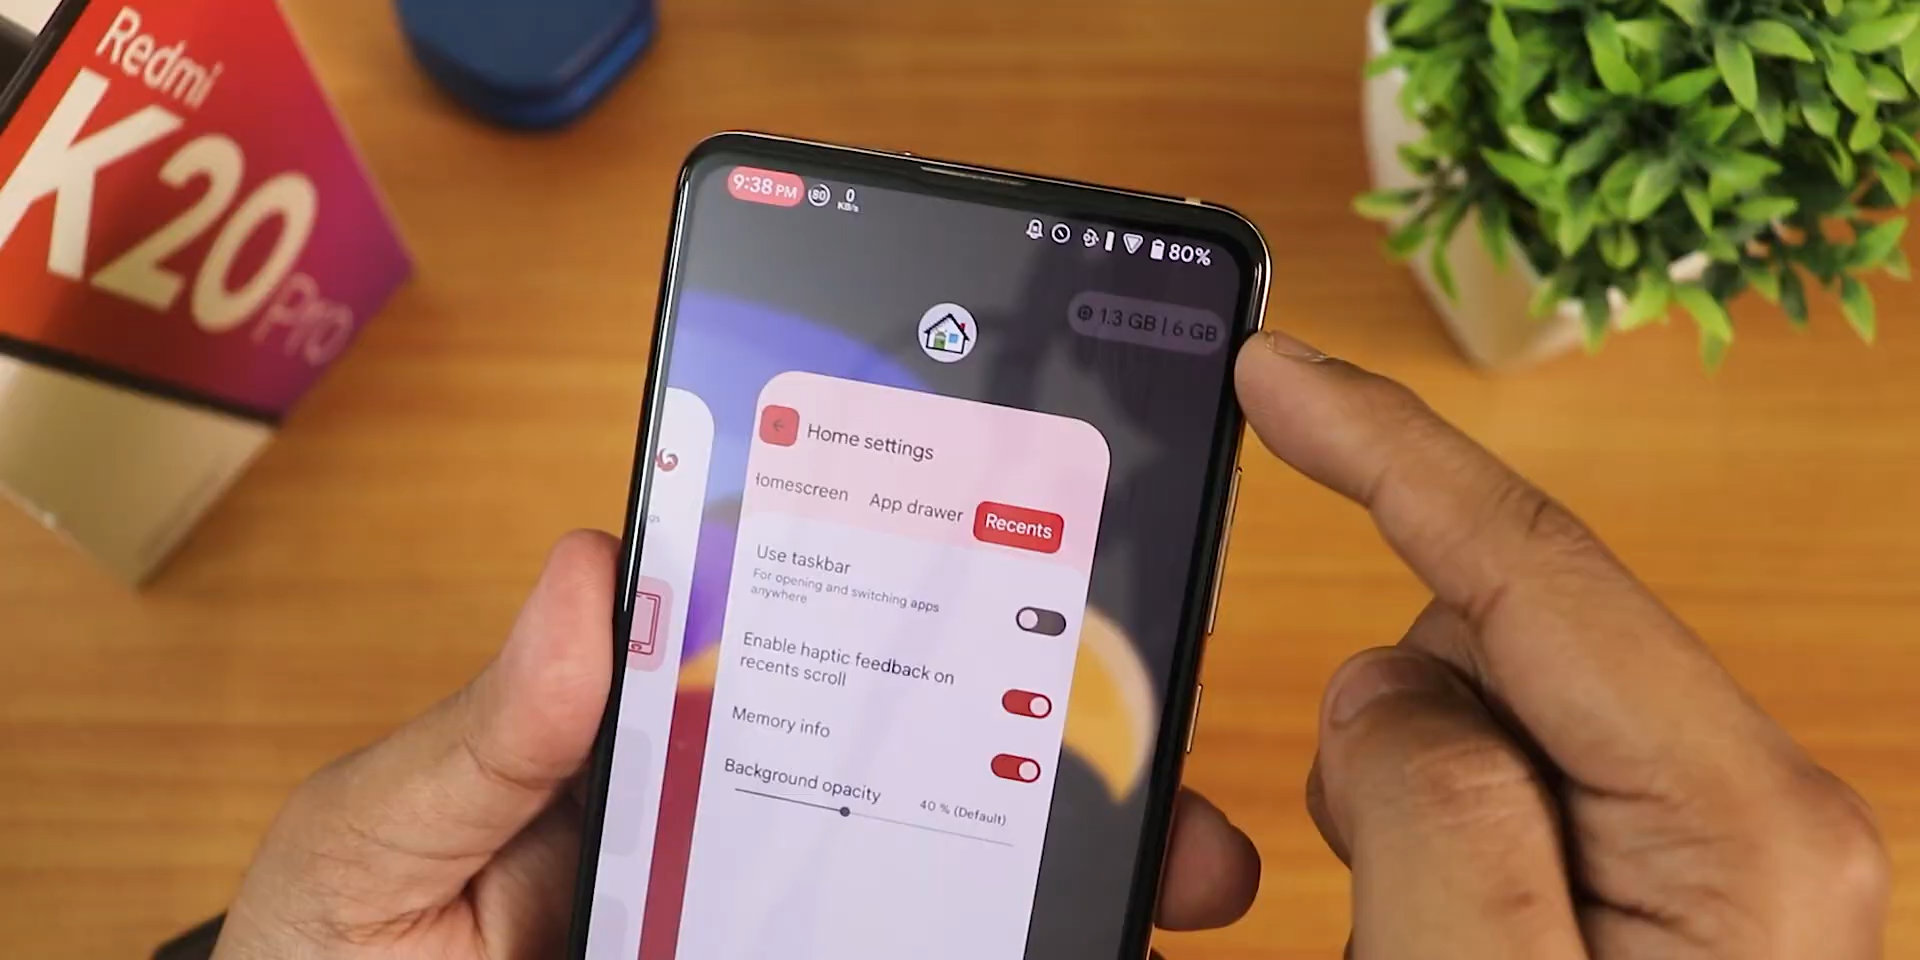 Redmi
K20 Pro
9:38 PM
80
0
KB/s
80%
1.3 GB | 6 GB
Home settings
Homescreen
App drawer
Recents
Use taskbar
For opening and switching apps
anywhere
Enable haptic feedback on
recents scroll
Memory info
Background opacity
40 % (Default)